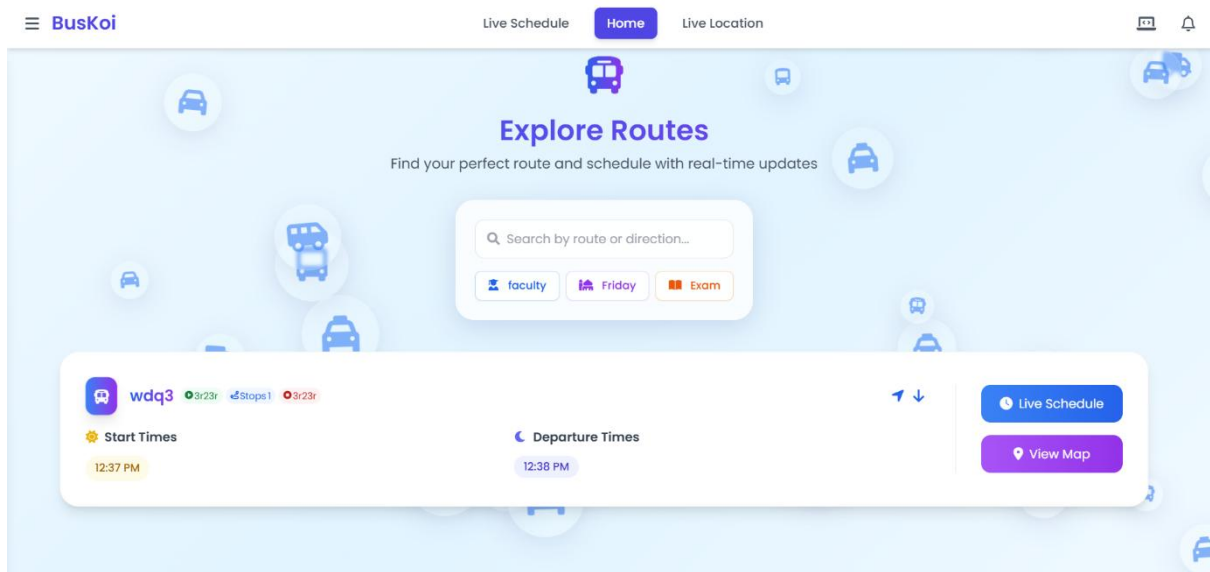 BusKoi
Live Schedule Home Live Location
Explore Routes
Find your perfect route and schedule with real-time updates
Search by route or direction...
faculty Friday Exam
wdq3 3r23r Stops 1 3r23r
Live Schedule
Start Times
Departure Times
12:37 PM
12:38 PM
View Map